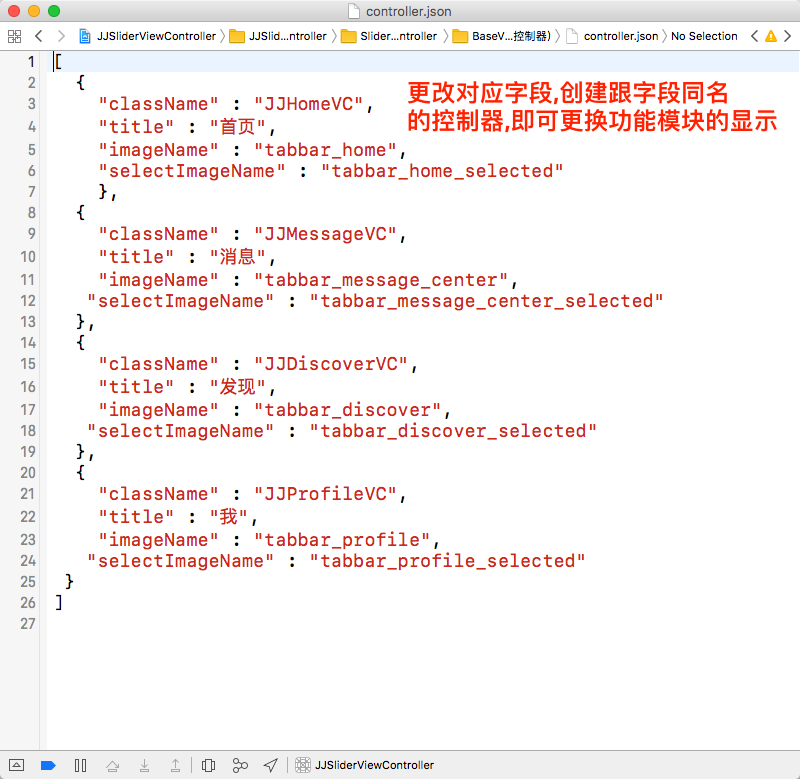 controller.json
JJSliderViewController
JJSlid...ntroller
Slider...ntroller
BaseV...控制器)
controller.json
No Selection
1 [
2 {
3 "className" : "JJHomeVC",
4 "title" : "首页",
5 "imageName" : "tabbar_home",
6 "selectImageName" : "tabbar_home_selected"
7 },
8 {
9 "className" : "JJMessageVC",
10 "title" : "消息",
11 "imageName" : "tabbar_message_center",
12 "selectImageName" : "tabbar_message_center_selected"
13 },
14 {
15 "className" : "JJDiscoverVC",
16 "title" : "发现",
17 "imageName" : "tabbar_discover",
18 "selectImageName" : "tabbar_discover_selected"
19 },
20 {
21 "className" : "JJProfileVC",
22 "title" : "我",
23 "imageName" : "tabbar_profile",
24 "selectImageName" : "tabbar_profile_selected"
25 }
26 ]
27
更改对应字段,创建跟字段同名
的控制器,即可更换功能模块的显示
JJSliderViewController